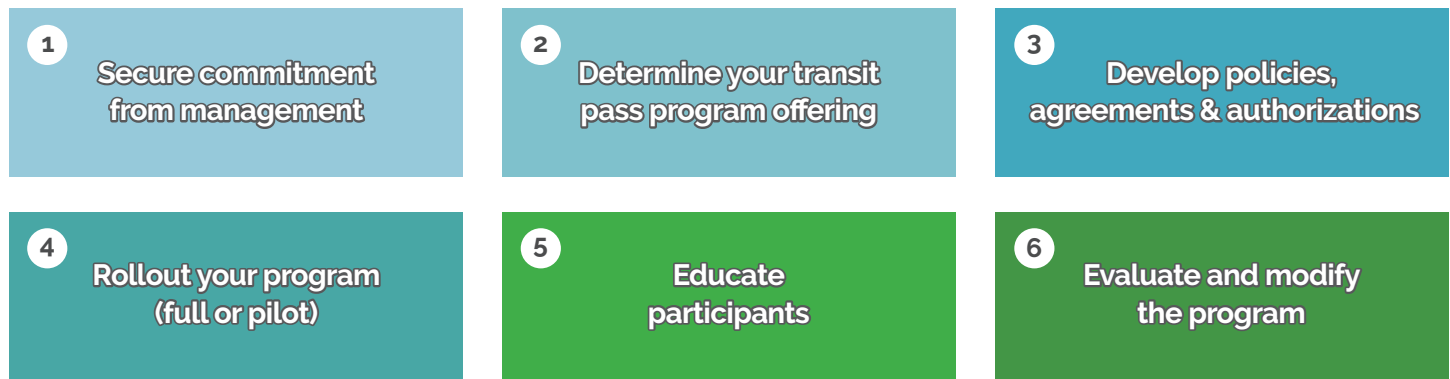 1
Secure commitment
from management
2
Determine your transit
pass program offering
3
Develop policies,
agreements & authorizations
4
Rollout your program
(full or pilot)
5
Educate
participants
6
Evaluate and modify
the program